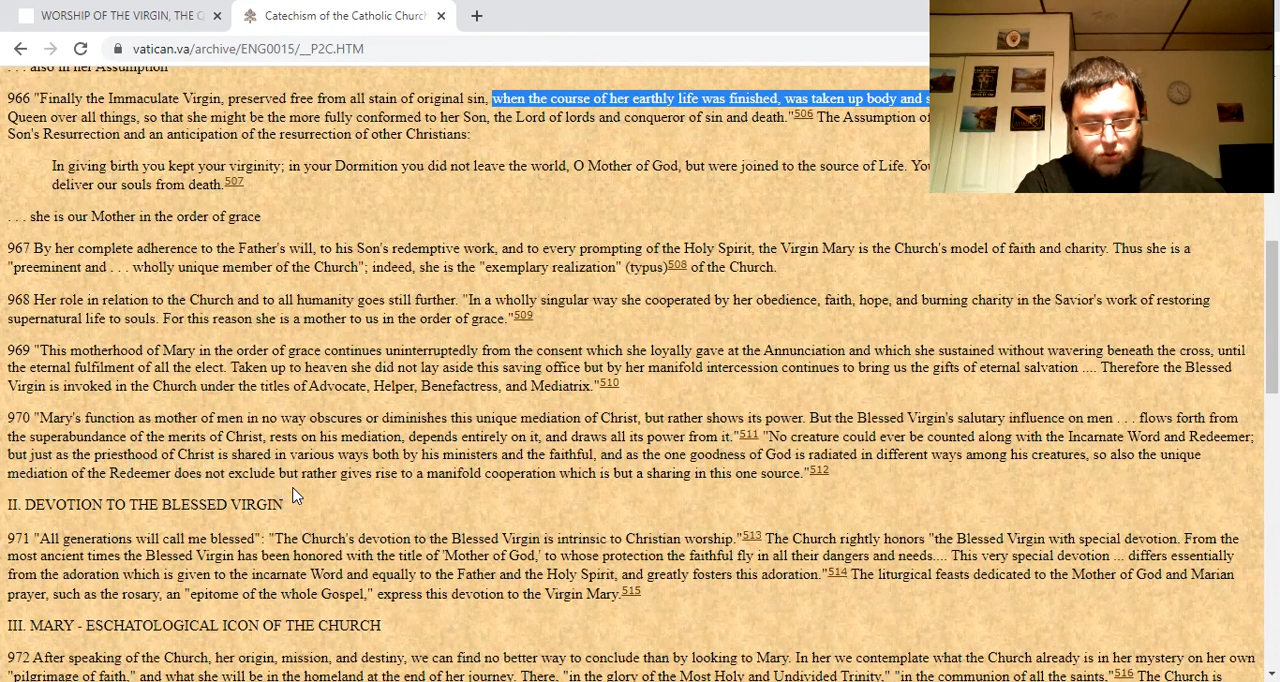 WORSHIP OF THE VIRGIN, THE
Catechism of the Catholic Church
vatican.va/archive/ENG0015/__P2C.HTM
. . . also in her Assumption
966 "Finally the Immaculate Virgin, preserved free from all stain of original sin, when the course of her earthly life was finished, was taken up body and
Queen over all things, so that she might be the more fully conformed to her Son, the Lord of lords and conqueror of sin and death."506 The Assumption of
Son's Resurrection and an anticipation of the resurrection of other Christians:
In giving birth you kept your virginity; in your Dormition you did not leave the world, O Mother of God, but were joined to the source of Life.
deliver our souls from death.507
. . . she is our Mother in the order of grace
967 By her complete adherence to the Father's will, to his Son's redemptive work, and to every prompting of the Holy Spirit, the Virgin Mary is the Church's model of faith and charity. Thus she is a
"preeminent and . . . wholly unique member of the Church"; indeed, she is the "exemplary realization" (typus)508 of the Church.
968 Her role in relation to the Church and to all humanity goes still further. "In a wholly singular way she cooperated by her obedience, faith, hope, and burning charity in the Savior's work of restoring
supernatural life to souls. For this reason she is a mother to us in the order of grace."509
969 "This motherhood of Mary in the order of grace continues uninterruptedly from the consent which she loyally gave at the Annunciation and which she sustained without wavering beneath the cross, until
the eternal fulfilment of all the elect. Taken up to heaven she did not lay aside this saving office but by her manifold intercession continues to bring us the gifts of eternal salvation .... Therefore the Blessed
Virgin is invoked in the Church under the titles of Advocate, Helper, Benefactress, and Mediatrix."510
970 "Mary's function as mother of men in no way obscures or diminishes this unique mediation of Christ, but rather shows its power. But the Blessed Virgin's salutary influence on men . . . flows forth from
the superabundance of the merits of Christ, rests on his mediation, depends entirely on it, and draws all its power from it."511 "No creature could ever be counted along with the Incarnate Word and Redeemer;
but just as the priesthood of Christ is shared in various ways both by his ministers and the faithful, and as the one goodness of God is radiated in different ways among his creatures, so also the unique
mediation of the Redeemer does not exclude but rather gives rise to a manifold cooperation which is but a sharing in this one source."512
II. DEVOTION TO THE BLESSED VIRGIN
971 "All generations will call me blessed": "The Church's devotion to the Blessed Virgin is intrinsic to Christian worship."513 The Church rightly honors "the Blessed Virgin with special devotion. From the
most ancient times the Blessed Virgin has been honored with the title of 'Mother of God,' to whose protection the faithful fly in all their dangers and needs.... This very special devotion ... differs essentially
from the adoration which is given to the incarnate Word and equally to the Father and the Holy Spirit, and greatly fosters this adoration."514 The liturgical feasts dedicated to the Mother of God and Marian
prayer, such as the rosary, an "epitome of the whole Gospel," express this devotion to the Virgin Mary.515
III. MARY - ESCHATOLOGICAL ICON OF THE CHURCH
972 After speaking of the Church, her origin, mission, and destiny, we can find no better way to conclude than by looking to Mary. In her we contemplate what the Church already is in her mystery on her own
"pilgrimage of faith," and what she will be in the homeland at the end of her journey. There, "in the glory of the Most Holy and Undivided Trinity," "in the communion of all the saints,"516 The Church is